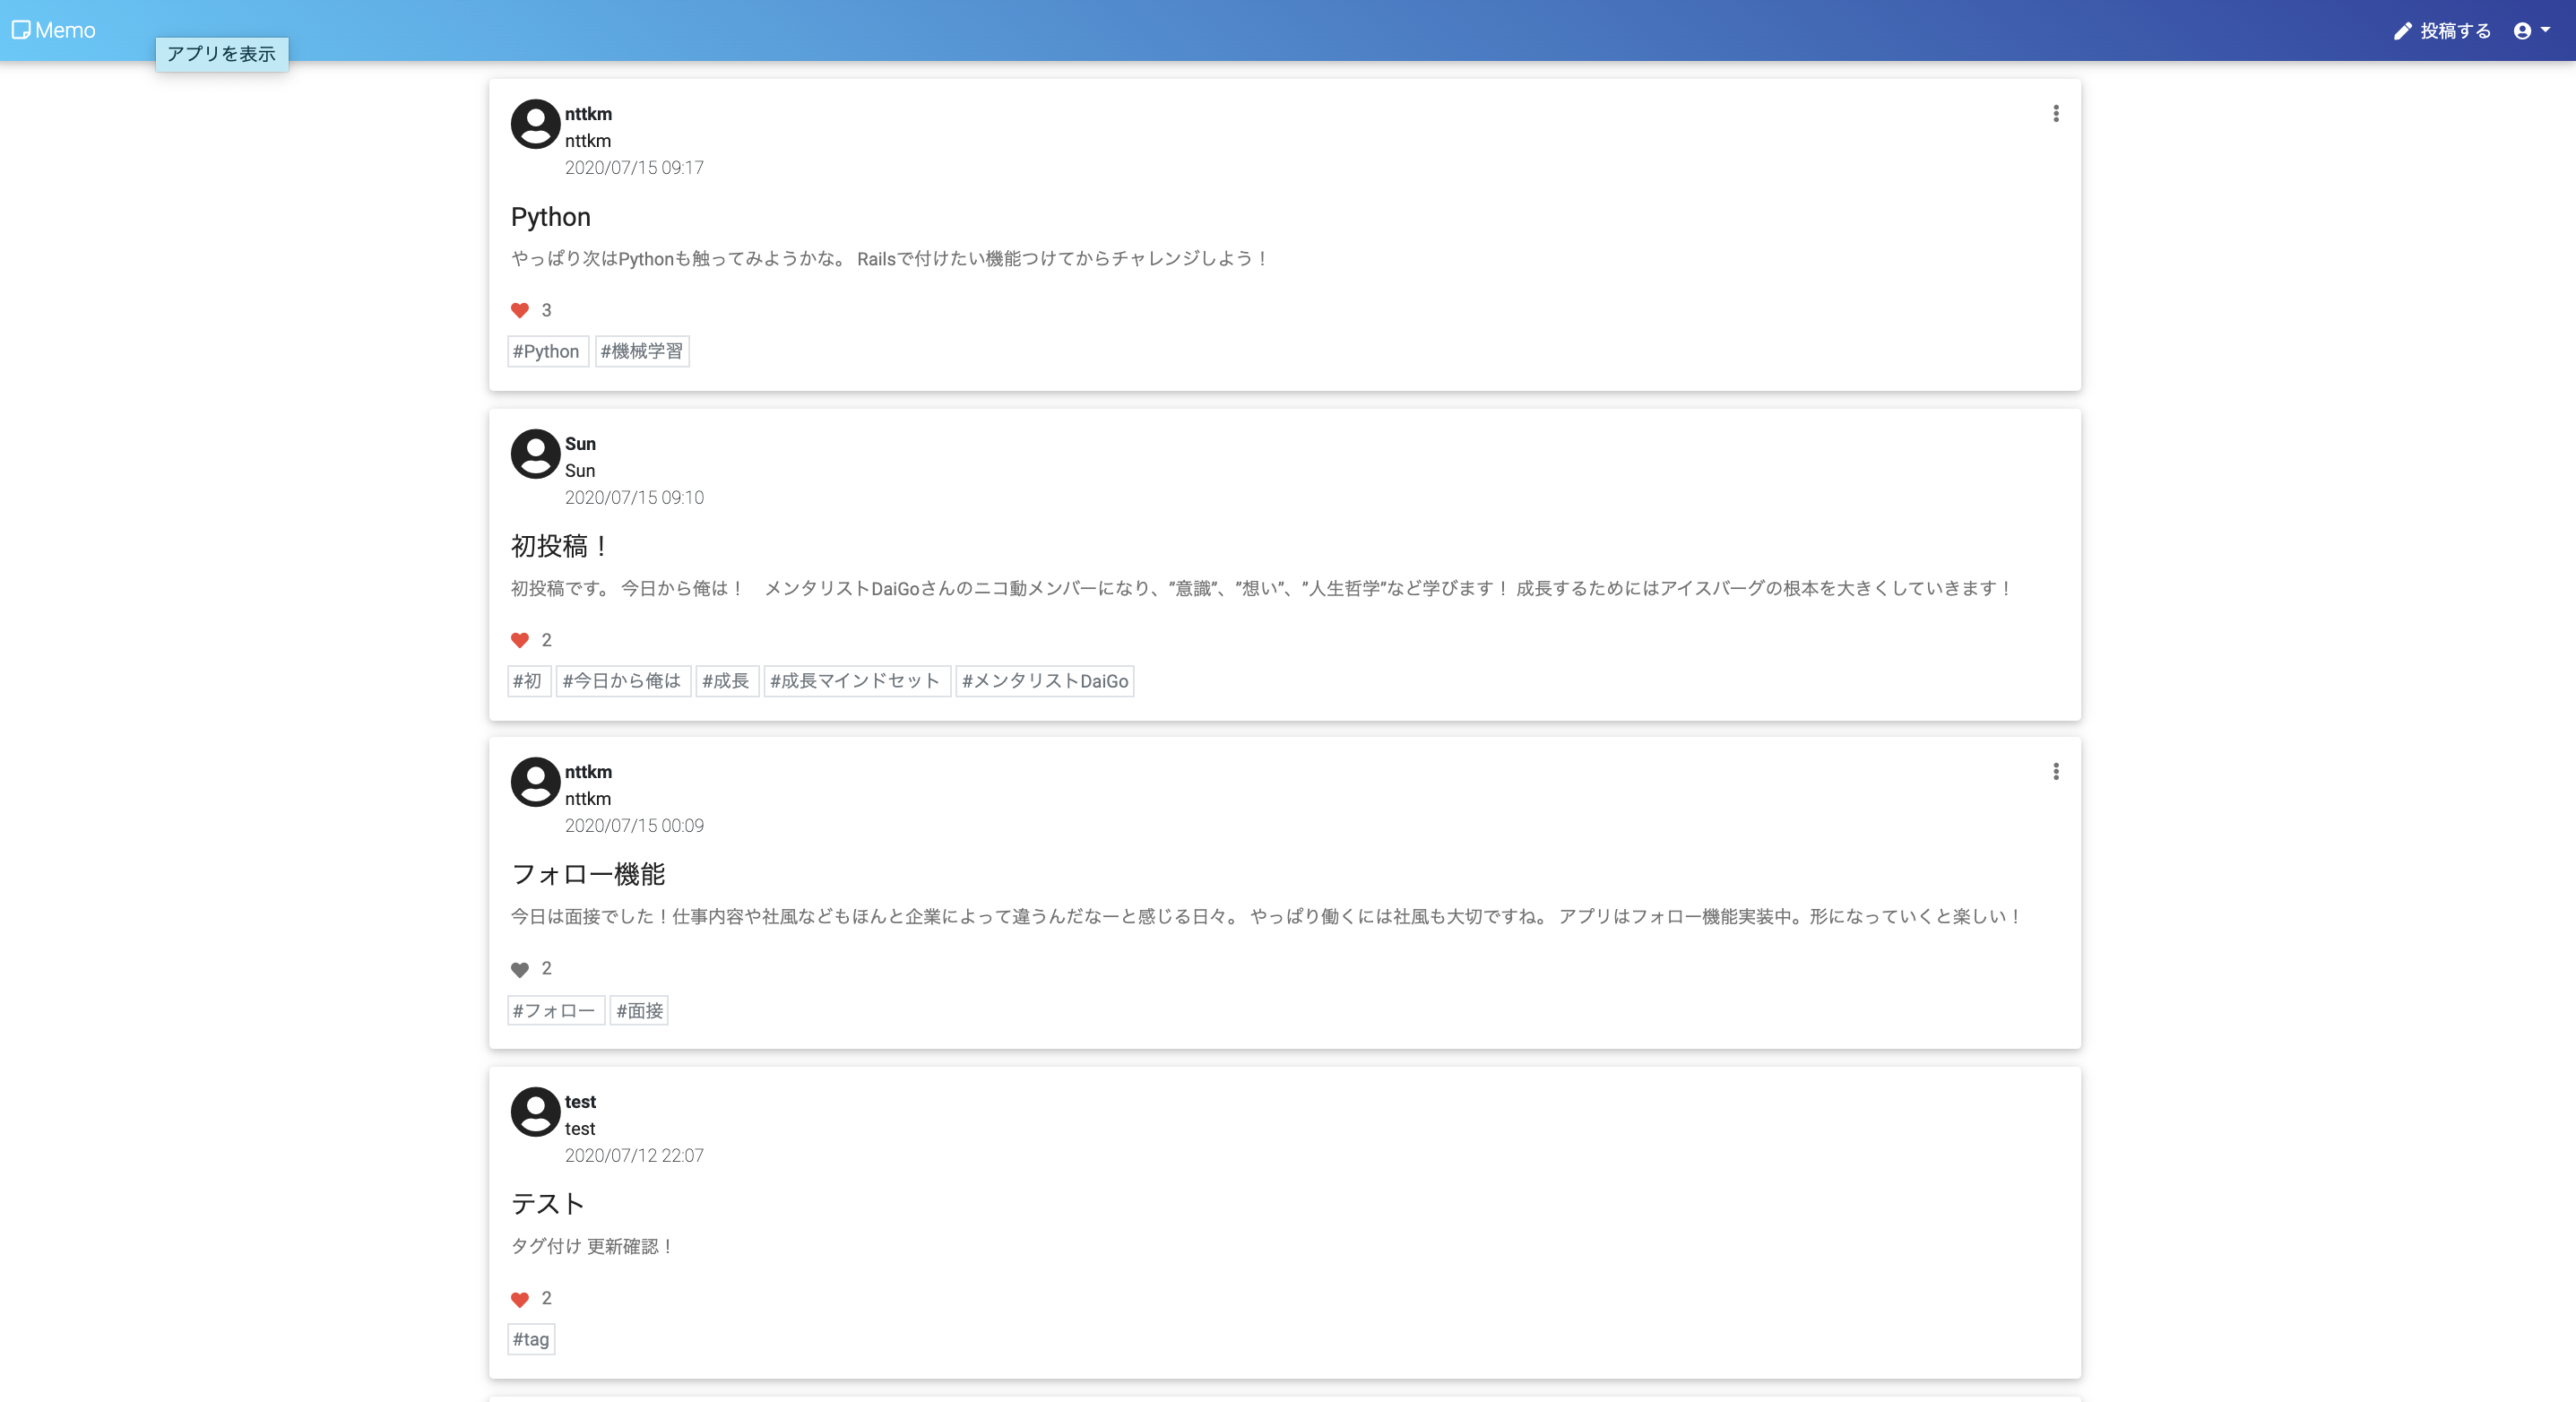 Memo
投稿する
アプリを表示
nttkm
nttkm
2020/07/15 09:17
Python
やっぱり次はPythonも触ってみようかな。 Railsで付けたい機能つけてからチャレンジしよう！
3
#Python #機械学習
Sun
Sun
2020/07/15 09:10
初投稿！
初投稿です。 今日から俺は！　メンタリストDaiGoさんのニコ動メンバーになり、”意識”、”想い”、”人生哲学”など学びます！ 成長するためにはアイスバーグの根本を大きくしていきます！
2
#初 #今日から俺は #成長 #成長マインドセット #メンタリストDaiGo
nttkm
nttkm
2020/07/15 00:09
フォロー機能
今日は面接でした！仕事内容や社風などもほんと企業によって違うんだなーと感じる日々。 やっぱり働くには社風も大切ですね。 アプリはフォロー機能実装中。形になっていくと楽しい！
2
#フォロー #面接
test
test
2020/07/12 22:07
テスト
タグ付け 更新確認！
2
#tag